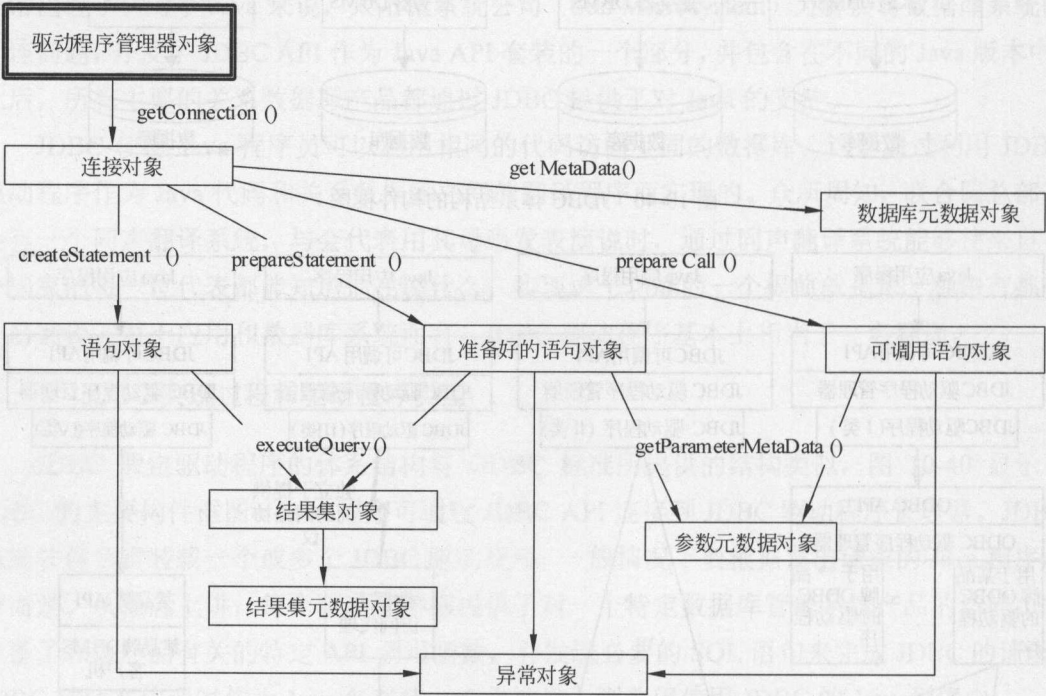 驱动程序管理器对象
getConnection ()
连接对象
get MetaData()
数据库元数据对象
createStatement ()
prepareStatement ()
prepare Call ()
语句对象
准备好的语句对象
可调用语句对象
executeQuery ()
getParameterMetaData ()
结果集对象
参数元数据对象
结果集元数据对象
异常对象